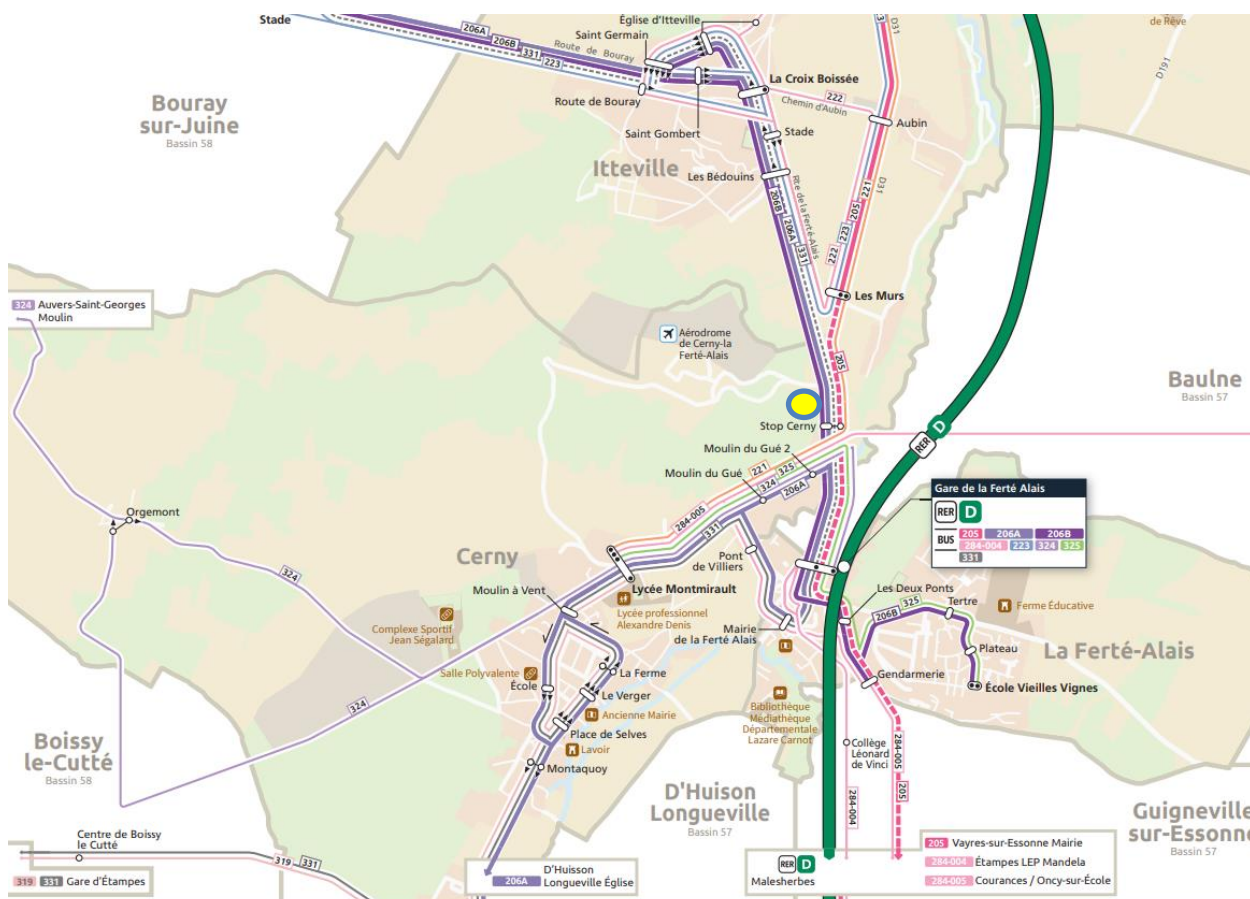 Stade
206A
206B
331
223
Route de Bouray
Saint Germain
Église d'Itteville
3
D31
de Rêve
D191
Bouray
sur-Juine
Bassin 58
Route de Bouray
Saint Gombert
La Croix Boissée
222
Chemin d'Aubin
Aubin
Stade
Itteville
Les Bédouins
206B
206A
331
Rte de la Ferté-Alais
222
223
205
221
D31
Les Murs
324 Auvers-Saint-Georges
Moulin
Aérodrome
de Cerny-la
Ferté-Alais
205
Baulne
Bassin 57
Stop Cerny
RER D
Moulin du Gué 2
Moulin du Gué
221
325
324
206A
284-005
331
Gare de la Ferté Alais
RER D
BUS 205 206A 206B
284-004 223 324 325
331
Orgemont
324
Cerny
Pont
de Villiers
Lycée Montmirault
Moulin à Vent
Lycée professionnel
Alexandre Denis
Mairie
de la Ferté Alais
Les Deux Ponts
206B
325
Tertre
Ferme Éducative
Complexe Sportif
Jean Ségalard
Salle Polyvalente
École
La Ferme
Le Verger
Plateau
La Ferté-Alais
Gendarmerie
École Vieilles Vignes
324
Ancienne Mairie
Place de Selves
Lavoir
Montaquoy
Bibliothèque
Médiathèque
Départementale
Lazare Carnot
Collège
Léonard
de Vinci
284-005
205
284-004
Boissy
le-Cutté
Bassin 58
D'Huison
Longueville
Bassin 57
Guigneville
sur-Essonne
Bassin 57
Centre de Boissy
le Cutté
319
331
319 331 Gare d'Étampes
206A D'Huisson
Longueville Église
RER D
Malesherbes
205 Vayres-sur-Essonne Mairie
284-004 Étampes LEP Mandela
284-005 Courances / Oncy-sur-École